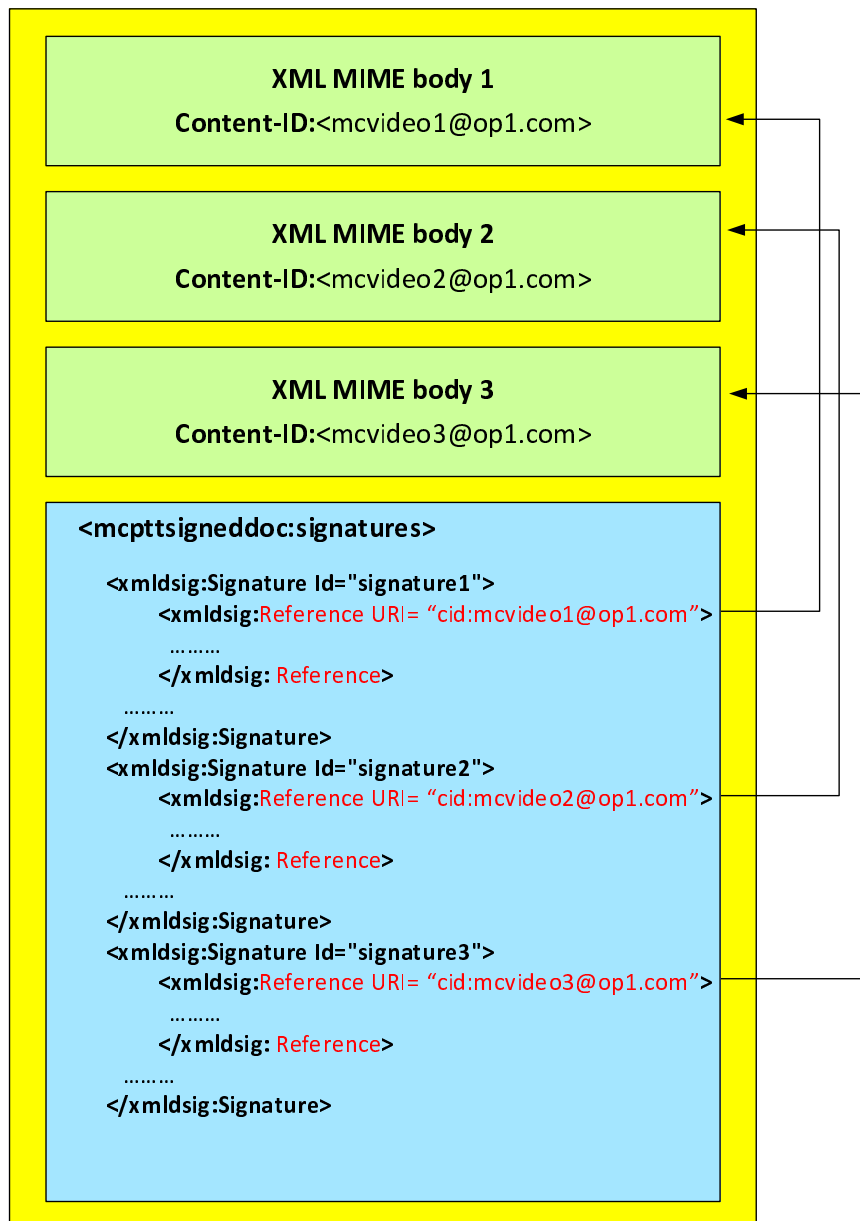 XML MIME body 1
Content-ID:<mcvideo1@op1.com>
XML MIME body 2
Content-ID:<mcvideo2@op1.com>
XML MIME body 3
Content-ID:<mcvideo3@op1.com>
<mcpttsigneddoc:signatures>
<xmldsig:Signature Id="signature1">
<xmldsig:Reference URI= “cid:mcvideo1@op1.com”>
………
</xmldsig: Reference>
………
</xmldsig:Signature>
<xmldsig:Signature Id="signature2">
<xmldsig:Reference URI= “cid:mcvideo2@op1.com”>
………
</xmldsig: Reference>
………
</xmldsig:Signature>
<xmldsig:Signature Id="signature3">
<xmldsig:Reference URI= “cid:mcvideo3@op1.com”>
………
</xmldsig: Reference>
………
</xmldsig:Signature>